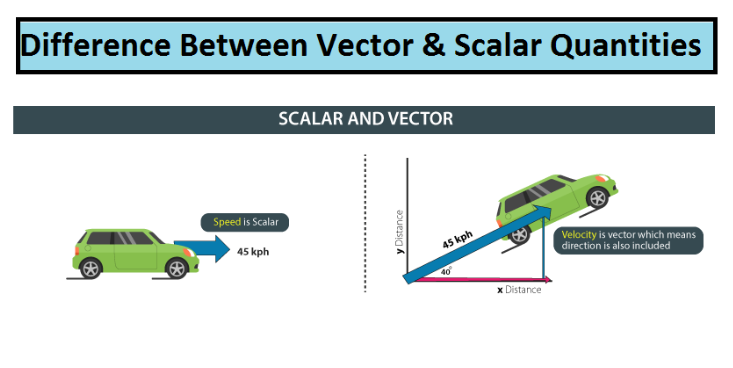 Difference Between Vector & Scalar Quantities
SCALAR AND VECTOR
Speed is Scalar
45 kph
y Distance
45 kph
40°
x Distance
Velocity is vector which means
direction is also included